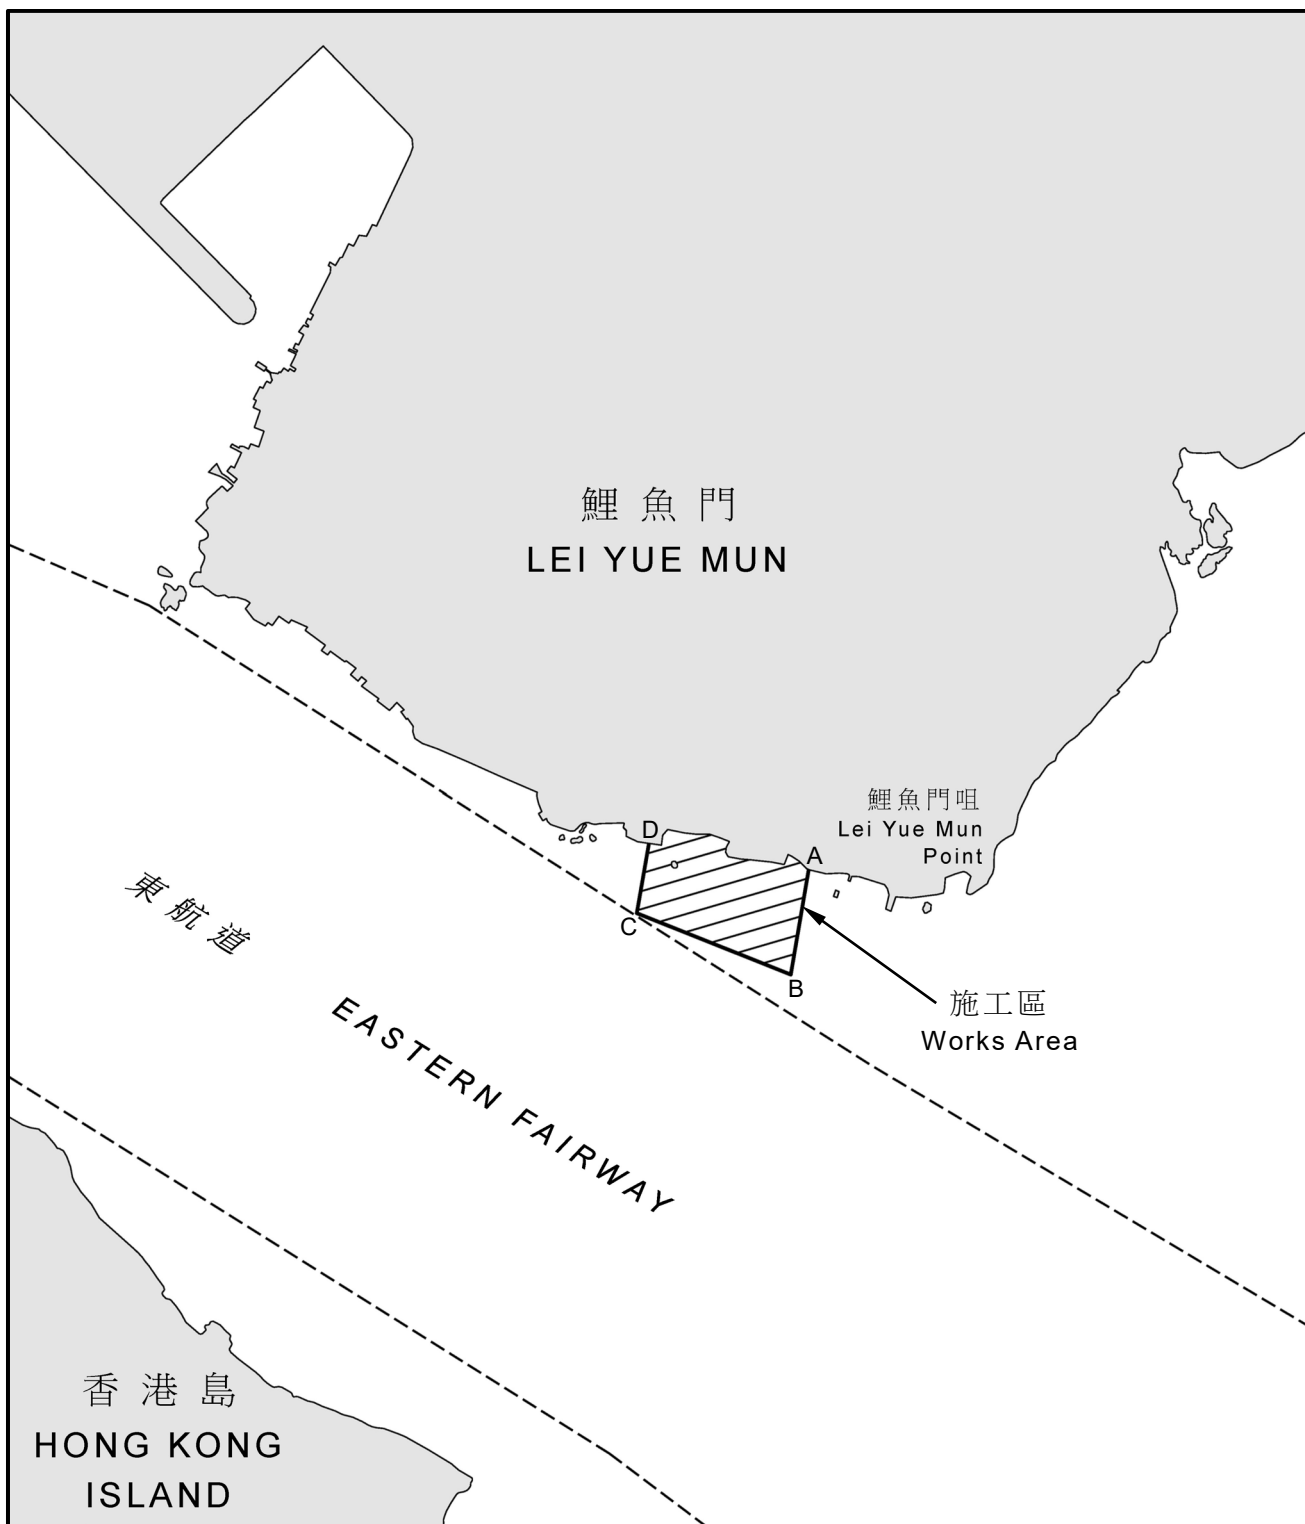 鯉魚門
LEI YUE MUN
鯉魚門咀
Lei Yue Mun
Point
D
A
C
B
施工區
Works Area
東航道
EASTERN FAIRWAY
香港島
HONG KONG
ISLAND